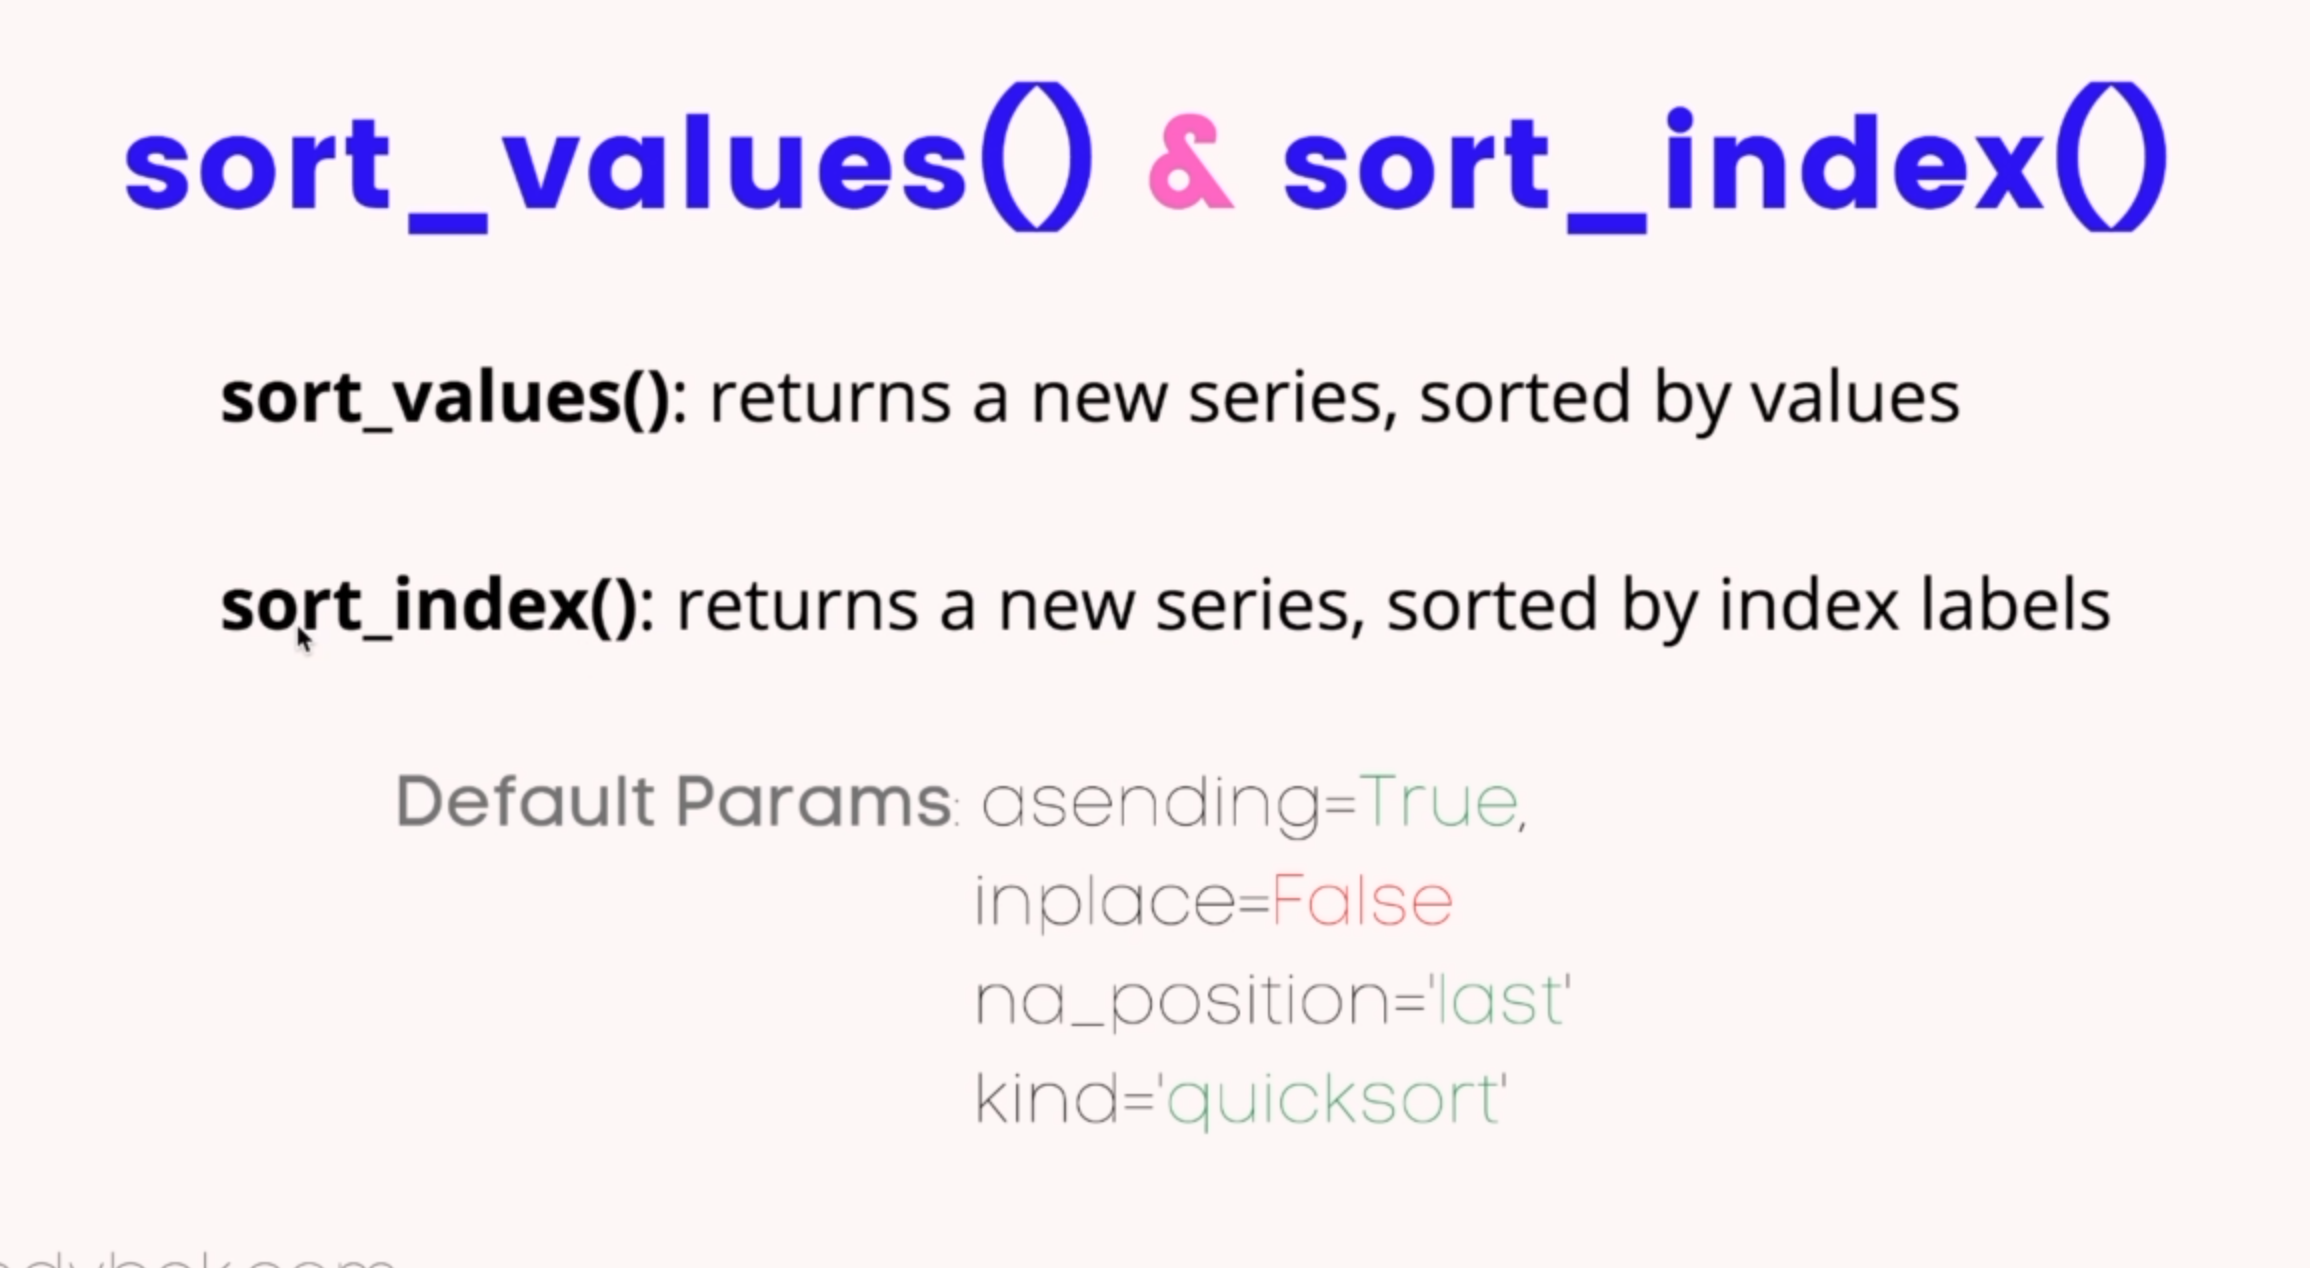 sort_values() & sort_index()
sort_values(): returns a new series, sorted by values
sort_index(): returns a new series, sorted by index labels
Default Params: asending=True,
inplace=False
na_position='last'
kind='quicksort'